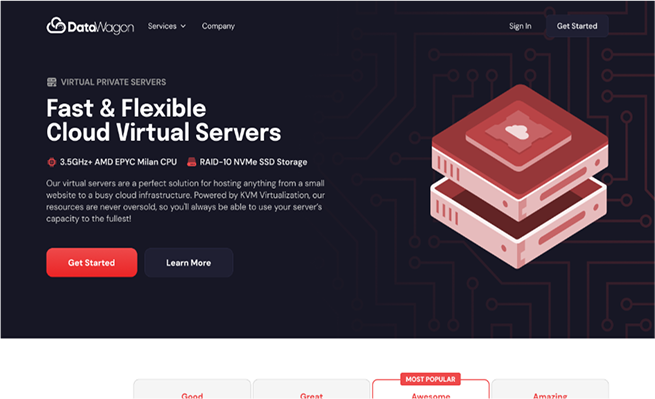 DataWagon
Services
Company
Sign In
Get Started
VIRTUAL PRIVATE SERVERS
Fast & Flexible
Cloud Virtual Servers
3.5GHz+ AMD EPYC Milan CPU
RAID-10 NVMe SSD Storage
Our virtual servers are a perfect solution for hosting anything from a small
website to a busy cloud infrastructure. Powered by KVM Virtualization, our
resources are never oversold, so you'll always be able to use your server's
capacity to the fullest!
Get Started
Learn More
MOST POPULAR
Good
Great
Awesome
Amazing